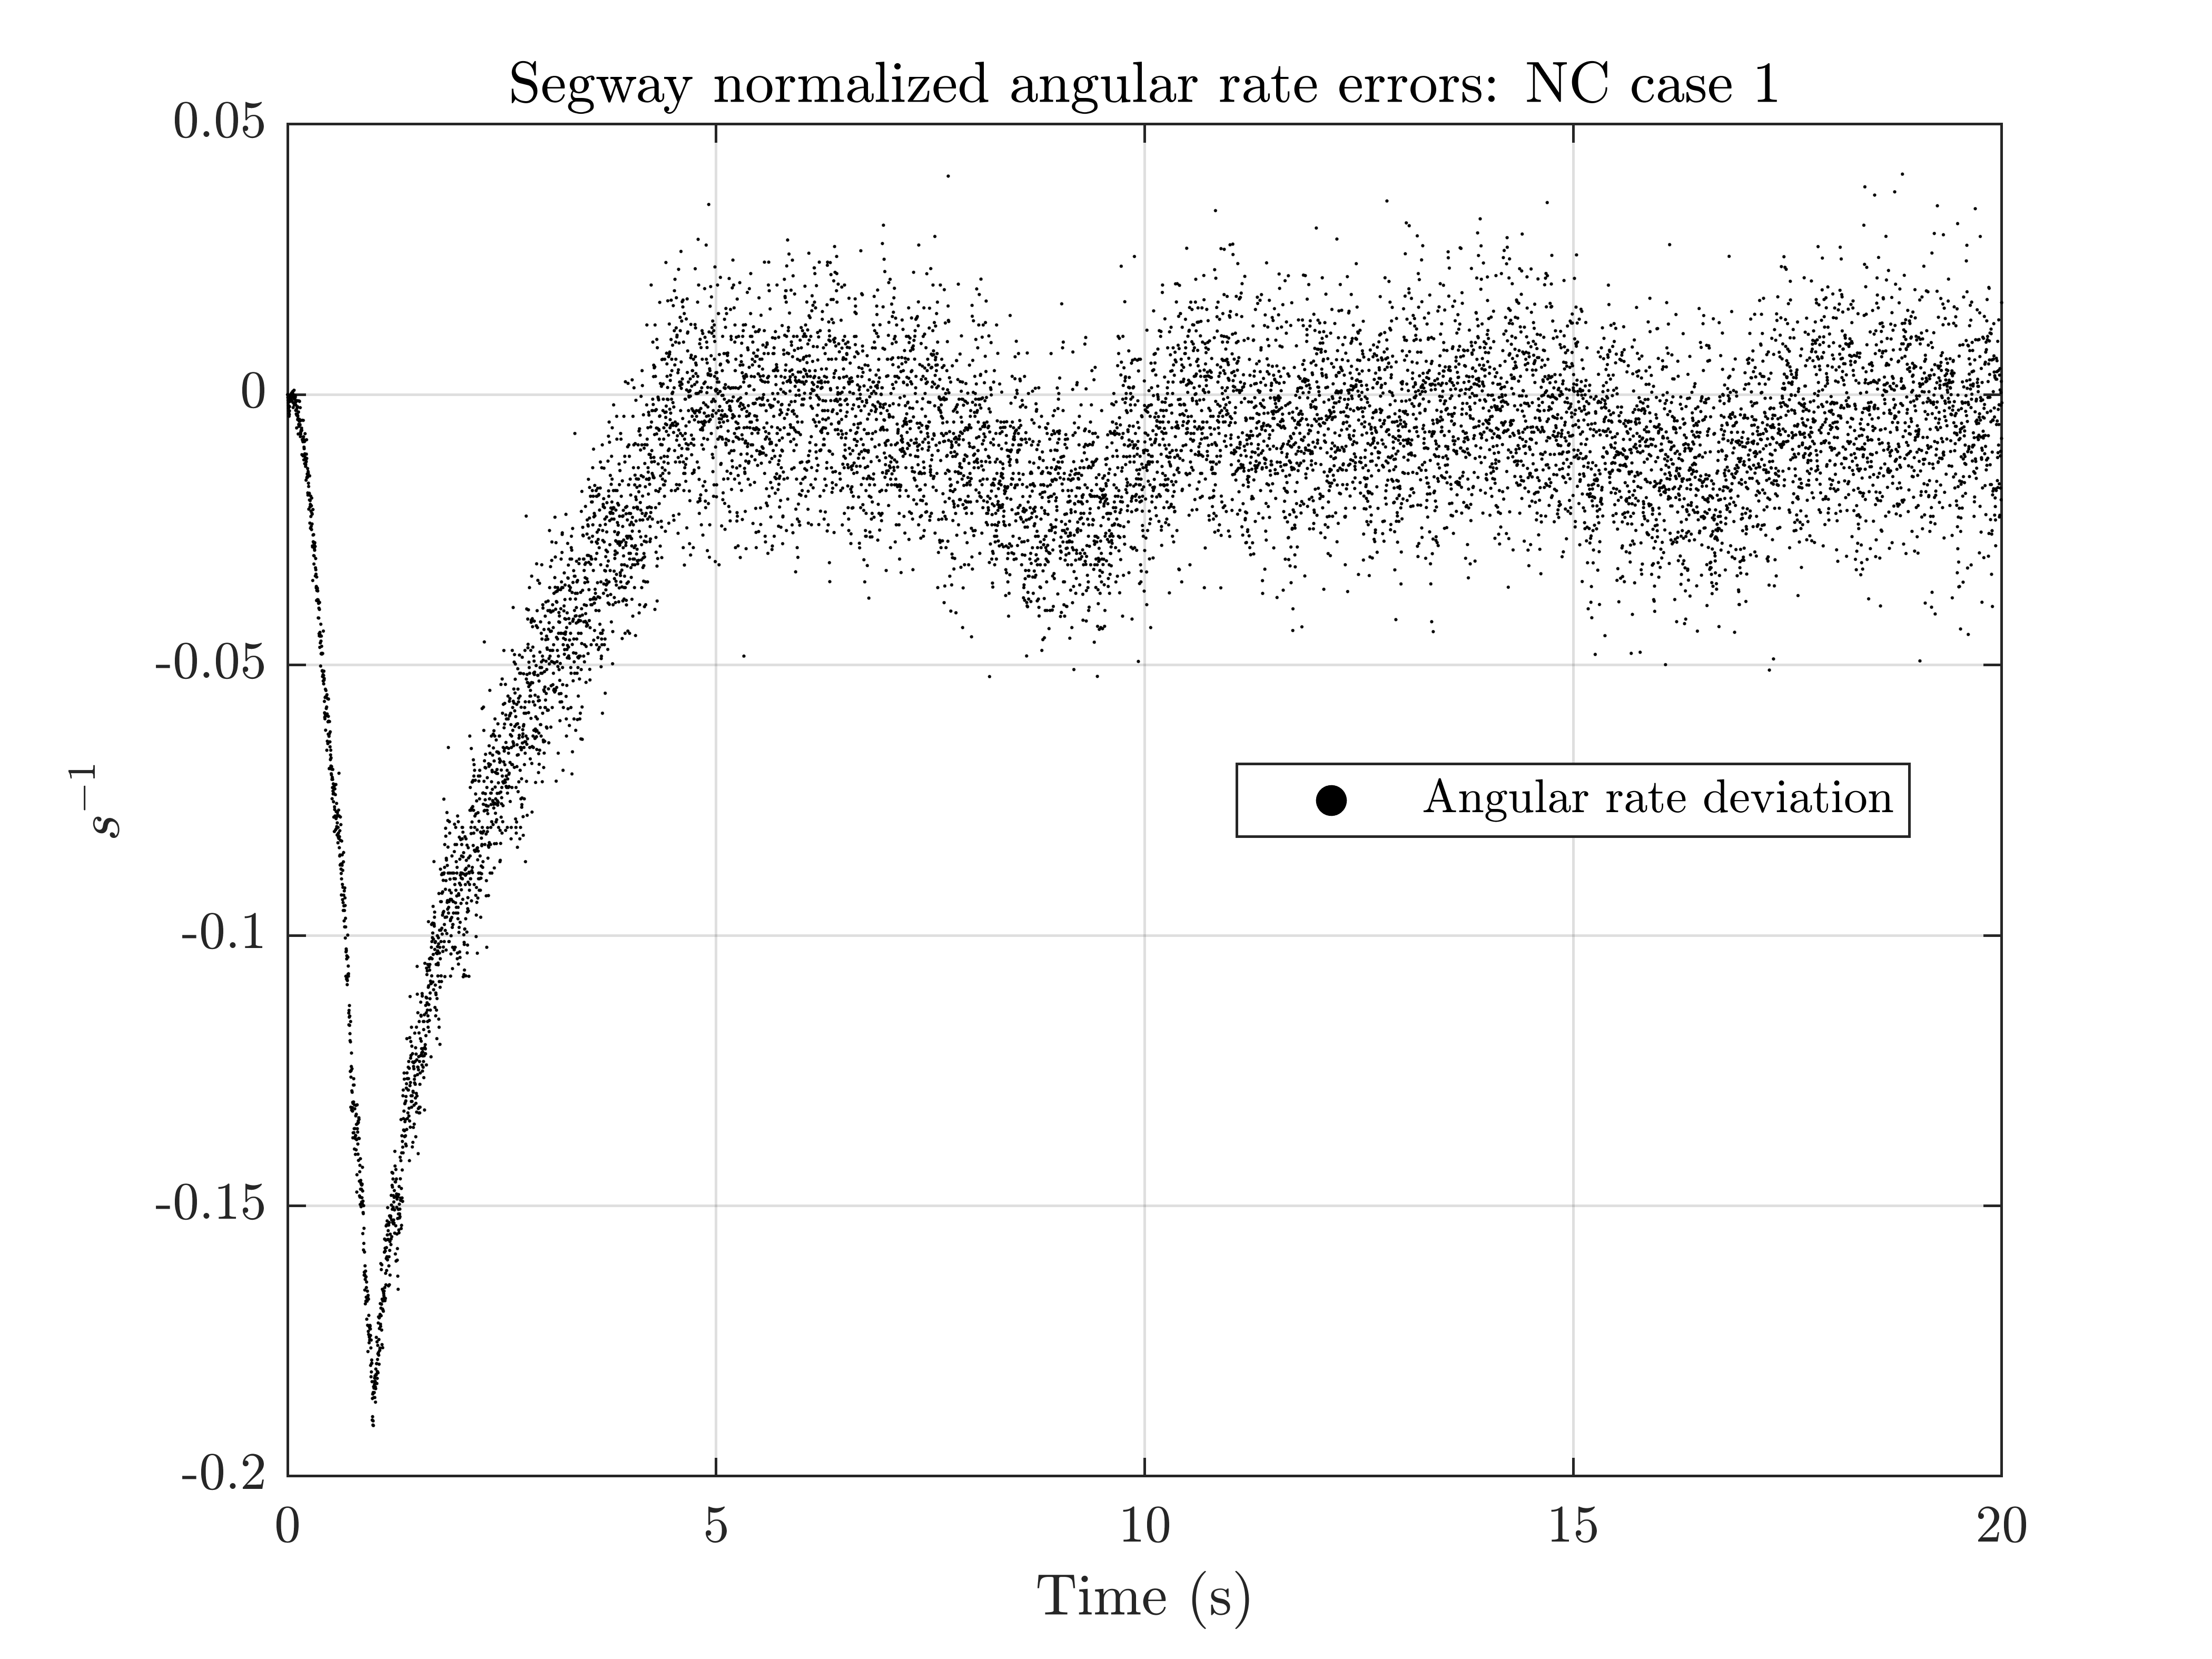 Segway normalized angular rate errors: NC case 1
0.05
0
-0.05
-0.1
-0.15
-0.2
s⁻¹
Angular rate deviation
0 5 10 15 20
Time (s)